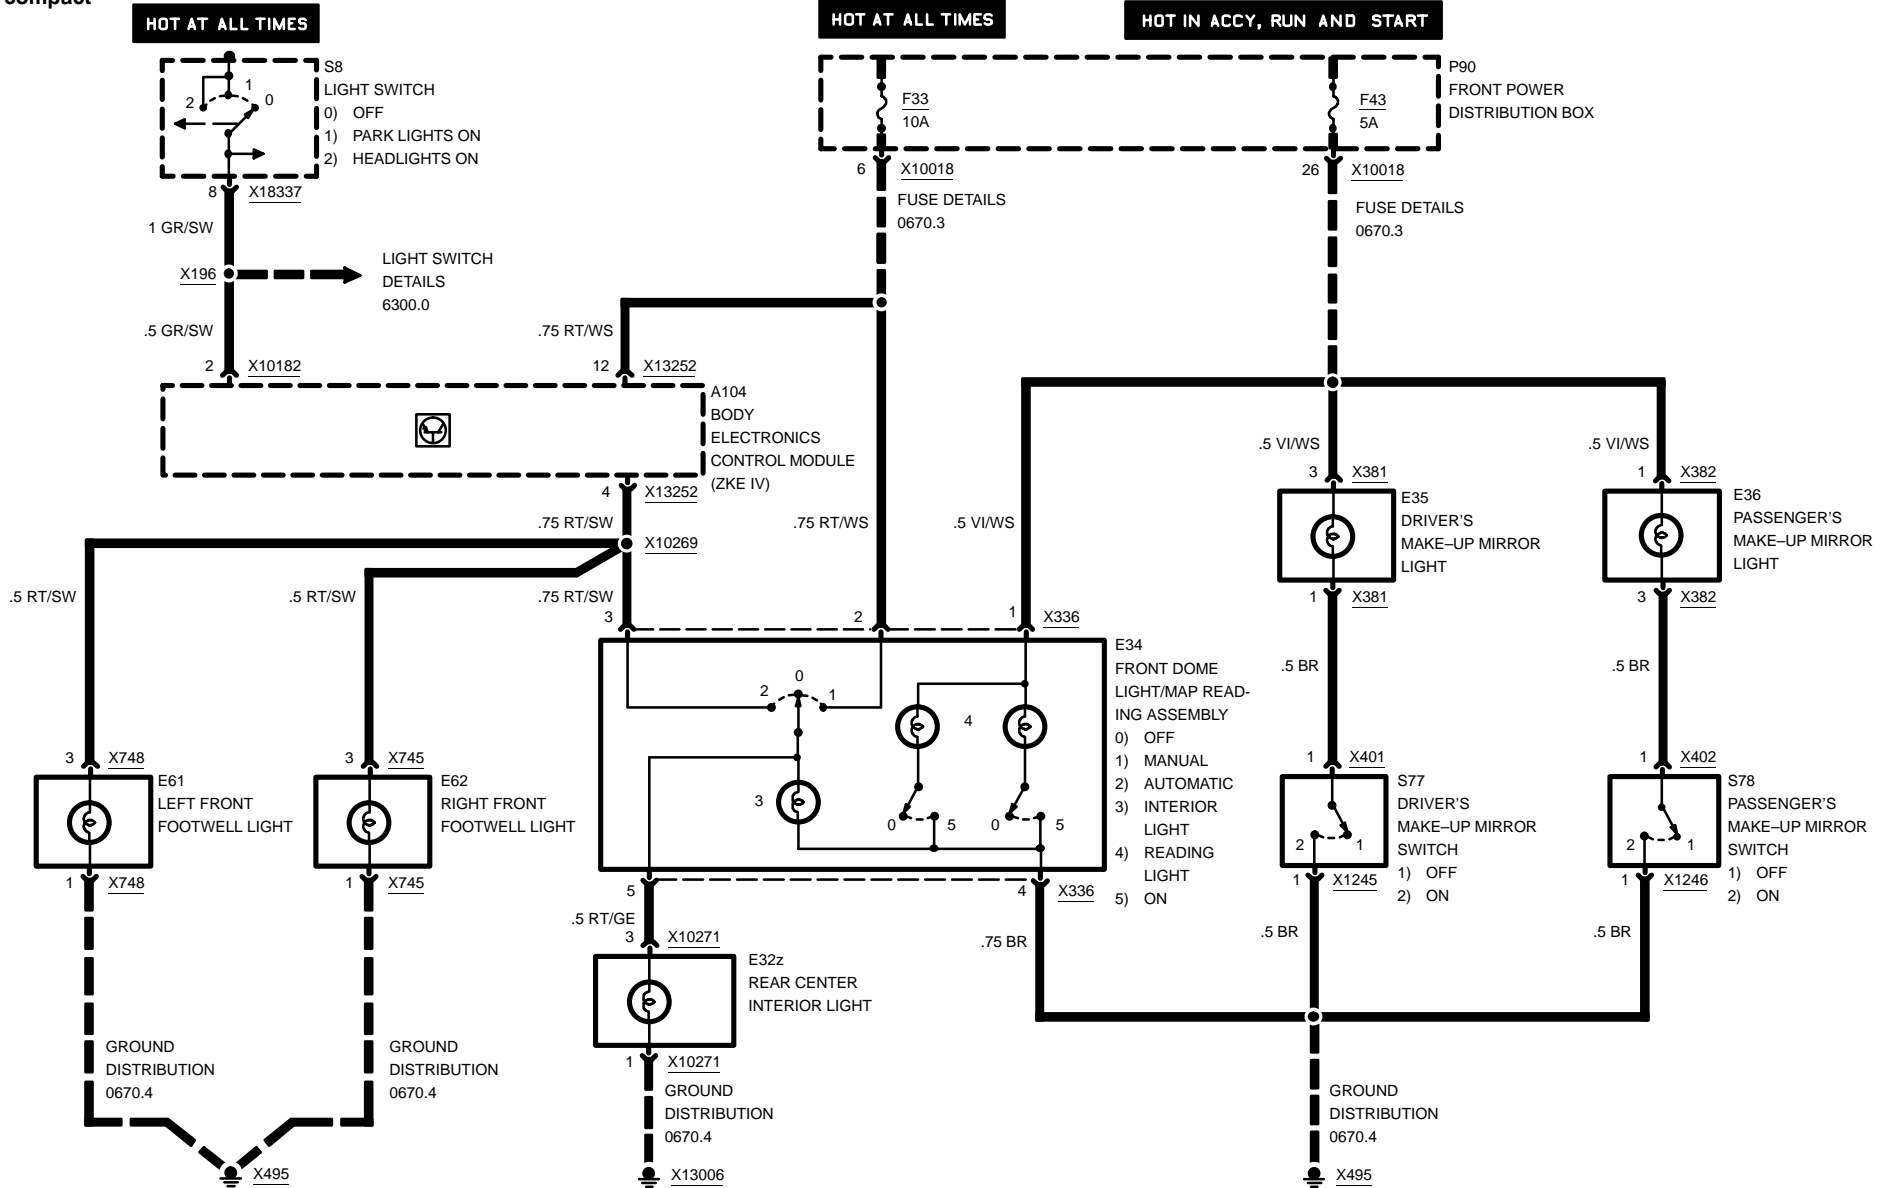 compact
HOT AT ALL TIMES
HOT AT ALL TIMES
HOT IN ACCY, RUN AND START
S8
LIGHT SWITCH
0) OFF
1) PARK LIGHTS ON
2) HEADLIGHTS ON
2
1
0
8
X18337
1 GR/SW
X196
LIGHT SWITCH
DETAILS
6300.0
.5 GR/SW
2
X10182
F33
10A
F43
5A
P90
FRONT POWER
DISTRIBUTION BOX
6
X10018
FUSE DETAILS
0670.3
26
X10018
FUSE DETAILS
0670.3
.75 RT/WS
12
X13252
A104
BODY
ELECTRONICS
CONTROL MODULE
(ZKE IV)
4
X13252
.75 RT/SW
X10269
.5 RT/SW
.5 RT/SW
.75 RT/SW
.75 RT/WS
.5 VI/WS
.5 VI/WS
3
X381
E35
DRIVER'S
MAKE–UP MIRROR
LIGHT
1
X381
.5 VI/WS
1
X382
E36
PASSENGER'S
MAKE–UP MIRROR
LIGHT
3
X382
3
2
1
X336
E34
FRONT DOME
LIGHT/MAP READ-
ING ASSEMBLY
0) OFF
1) MANUAL
2) AUTOMATIC
3) INTERIOR
LIGHT
4) READING
LIGHT
5) ON
2
0
1
3
4
0
5
0
5
.5 BR
.5 BR
3
X748
E61
LEFT FRONT
FOOTWELL LIGHT
1
X748
3
X745
E62
RIGHT FRONT
FOOTWELL LIGHT
1
X745
1
X401
S77
DRIVER'S
MAKE–UP MIRROR
SWITCH
1) OFF
2) ON
2
1
1
X1245
1
X402
S78
PASSENGER'S
MAKE–UP MIRROR
SWITCH
1) OFF
2) ON
2
1
1
X1246
5
4
X336
.5 RT/GE
3
X10271
E32z
REAR CENTER
INTERIOR LIGHT
1
X10271
.75 BR
.5 BR
.5 BR
GROUND
DISTRIBUTION
0670.4
GROUND
DISTRIBUTION
0670.4
GROUND
DISTRIBUTION
0670.4
GROUND
DISTRIBUTION
0670.4
X495
X13006
X495